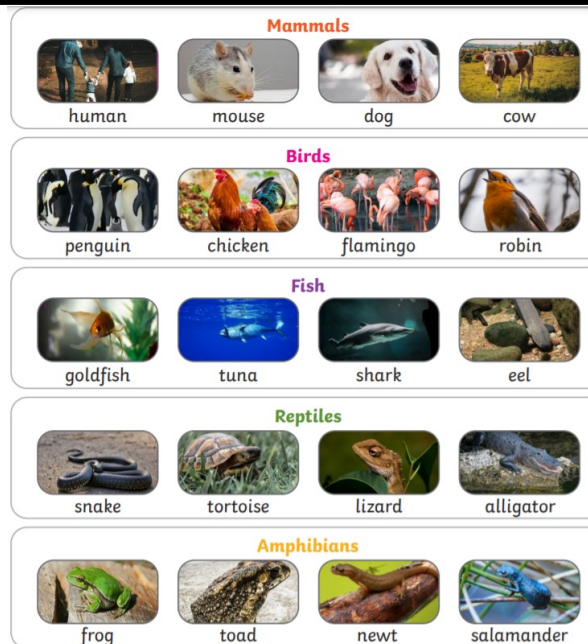 Mammals
human mouse dog cow
Birds
penguin chicken flamingo robin
Fish
goldfish tuna shark eel
Reptiles
snake tortoise lizard alligator
Amphibians
frog toad newt salamander